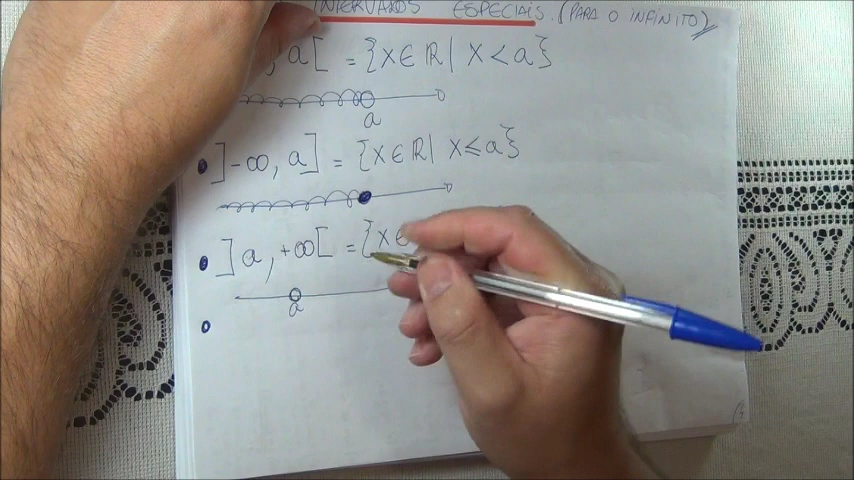 INTERVALOS ESPECIAIS. (PARA O INFINITO)
, a[ = {x ∈ ℝ | x < a}
a
]-∞, a] = {x ∈ ℝ | x ≤ a}
]a, +∞[ = {x ∈
a